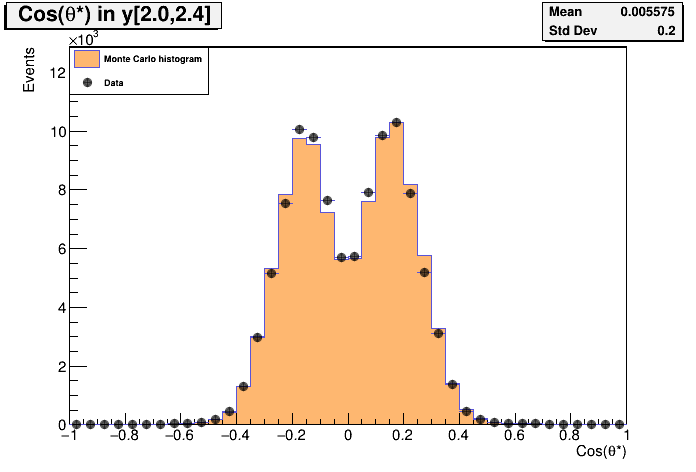 Cos(θ*) in y[2.0,2.4]
Mean 0.005575
Std Dev 0.2
×10³
Events
Monte Carlo histogram
Data
12
10
8
6
4
2
0
−1 −0.8 −0.6 −0.4 −0.2 0 0.2 0.4 0.6 0.8 1
Cos(θ*)